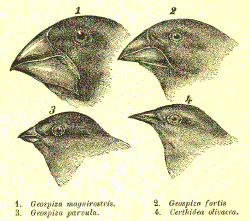 1 2
3 4
1. Geospiza magnirostris. 2. Geospiza fortis
3. Geospiza parvula. 4. Certhidea olivacea.